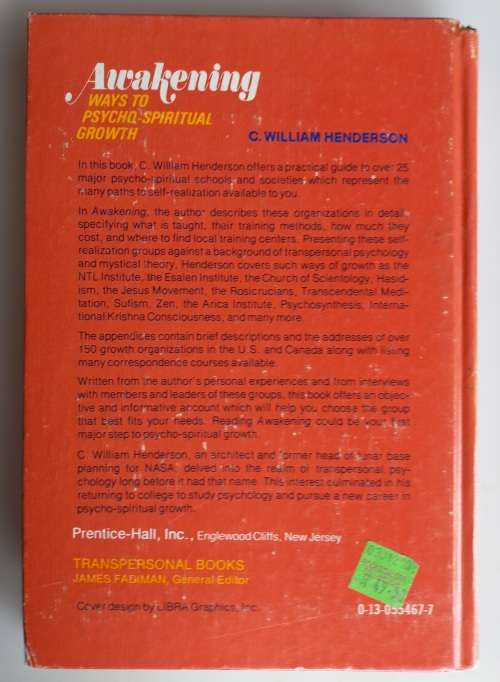 Awakening
WAYS TO
PSYCHO-SPIRITUAL
GROWTH
C. WILLIAM HENDERSON
In this book, C. William Henderson offers a practical guide to over 25
major psycho-spiritual schools and societies which represent the
many paths to self-realization available to you.
In Awakening, the author describes these organizations in detail,
specifying what is taught, their training methods, how much they
cost, and where to find local training centers. Presenting these self-
realization groups against a background of transpersonal psychology
and mystical theory, Henderson covers such ways of growth as the
NTL Institute, the Esalen Institute, the Church of Scientology, Hasid-
ism, the Jesus Movement, the Rosicrucians, Transcendental Medi-
tation, Sufism, Zen, the Arica Institute, Psychosynthesis, Interna-
tional Krishna Consciousness, and many more.
The appendices contain brief descriptions and the addresses of over
150 growth organizations in the U.S. and Canada along with listing
many correspondence courses available.
Written from the author's personal experiences and from interviews
with members and leaders of these groups, this book offers an objec-
tive and informative account which will help you choose the group
that best fits your needs. Reading Awakening could be your first
major step to psycho-spiritual growth.
C. William Henderson, an architect and former head of lunar base
planning for NASA, delved into the realm of transpersonal psy-
chology long before it had that name. This interest culminated in his
returning to college to study psychology and pursue a new career in
psycho-spiritual growth.
Prentice-Hall, Inc., Englewood Cliffs, New Jersey
TRANSPERSONAL BOOKS
JAMES FADIMAN, General Editor
Cover design by LIBRA Graphics, Inc.
0-13-055467-7